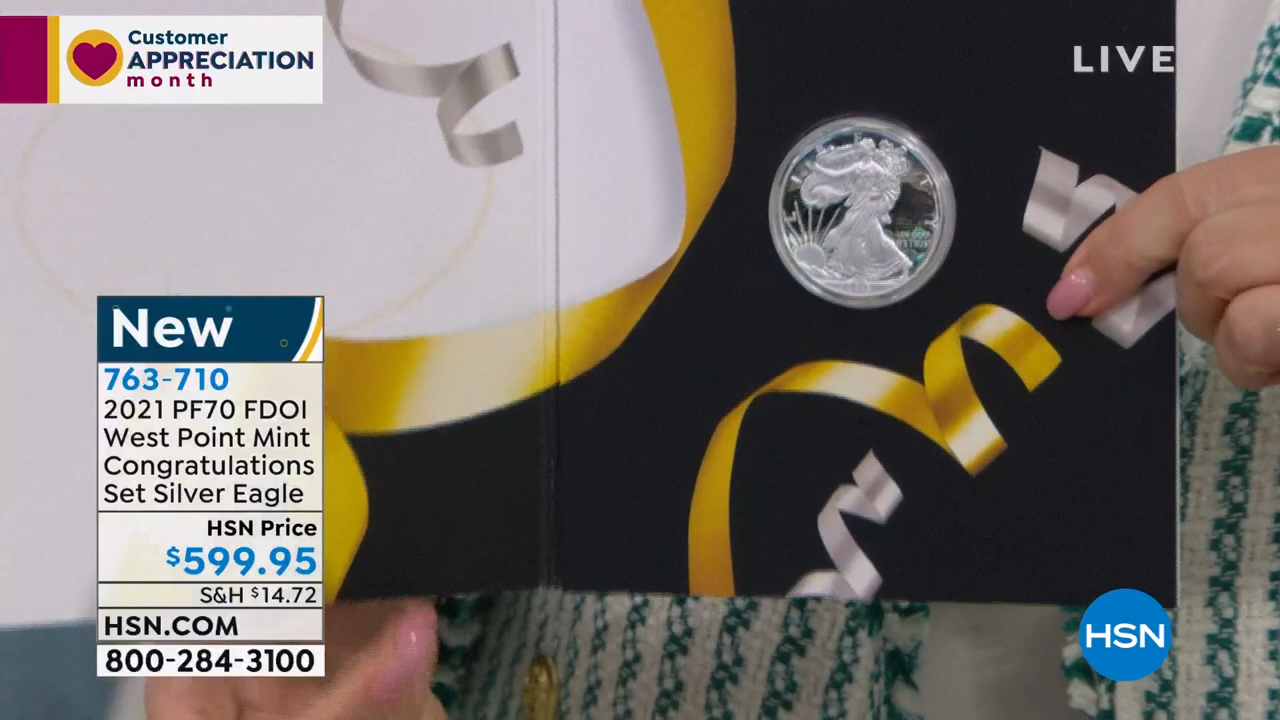 Customer
APPRECIATION
month
LIVE
New
763-710
2021 PF70 FDOI
West Point Mint
Congratulations
Set Silver Eagle
HSN Price
$599.95
S&H $14.72
HSN.COM
800-284-3100
HSN